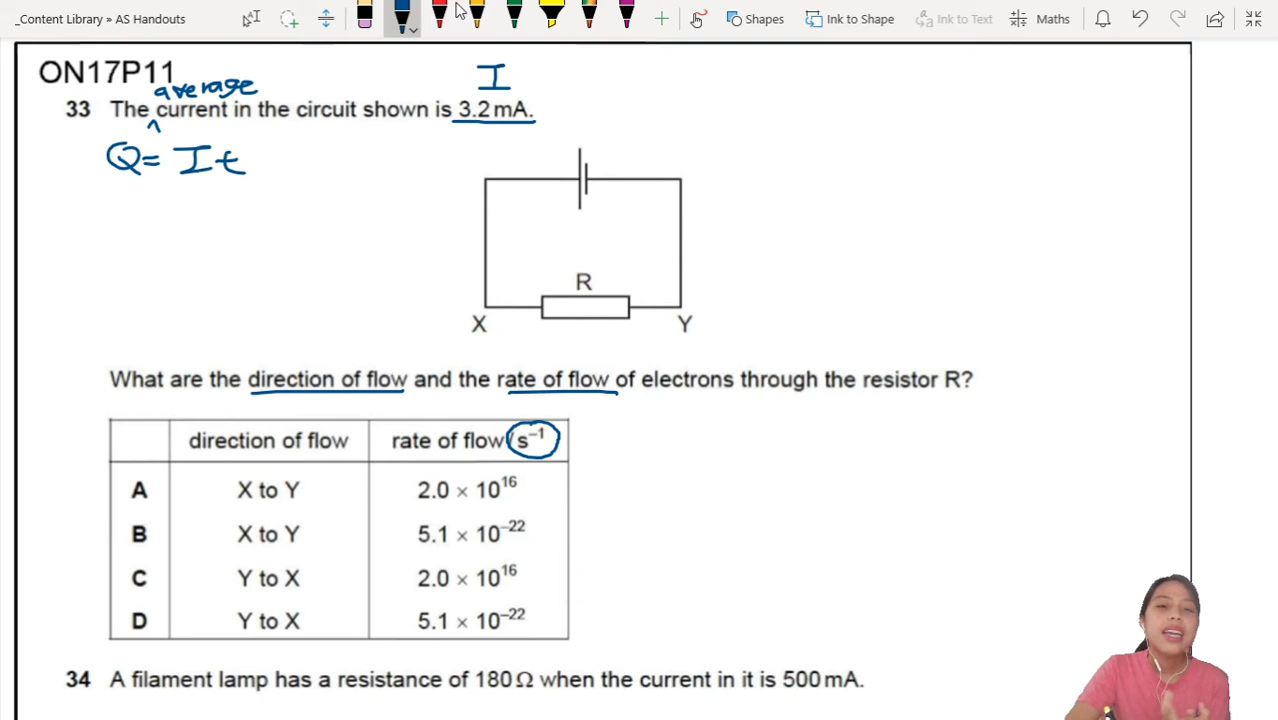 _Content Library » AS Handouts
Shapes
Ink to Shape
Ink to Text
Maths
ON17P11
average
I
33 The current in the circuit shown is 3.2 mA.
^
Q = It
R
X
Y
What are the direction of flow and the rate of flow of electrons through the resistor R?
direction of flow rate of flow / s⁻¹
A X to Y 2.0 × 10¹⁶
B X to Y 5.1 × 10⁻²²
C Y to X 2.0 × 10¹⁶
D Y to X 5.1 × 10⁻²²
34 A filament lamp has a resistance of 180 Ω when the current in it is 500 mA.